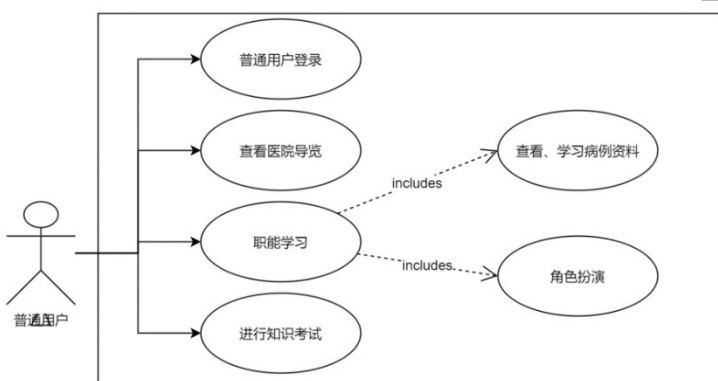 普通用户登录
查看医院导览
查看、学习病例资料
includes
职能学习
includes
角色扮演
进行知识考试
普通用户